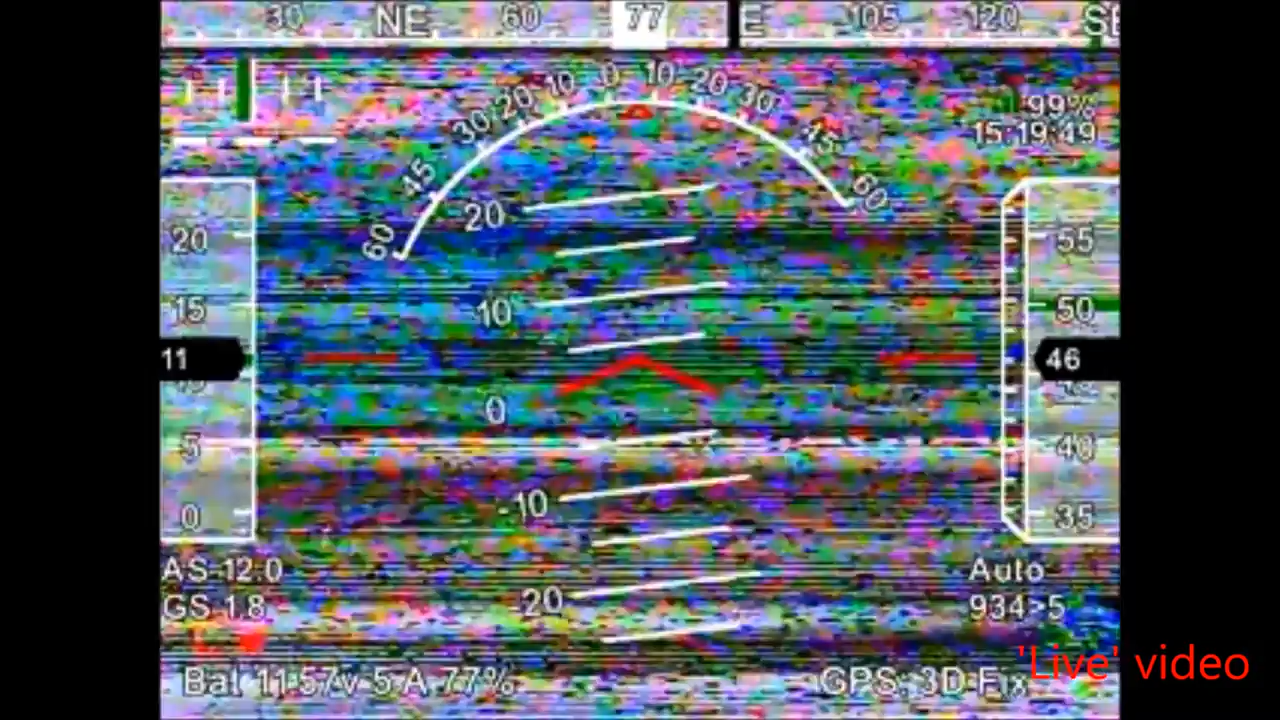 30 NE 60 77 E 105 120 SE
60 45 30 20 10 0 10 20 30 45 60
99%
15:19:49
20
20 55
15 10 50
11 46
0
5 40
-10
0 35
AS 12.0 Auto
GS 1.8 -20 934>5
'Live' video
Bat 11.57v 5 A 77% GPS: 3D Fix